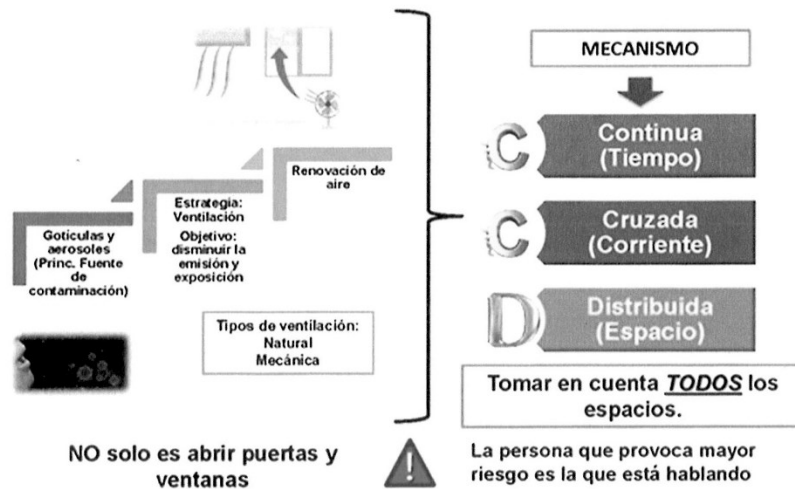 Gotículas y
aerosoles
(Princ. Fuente
de
contaminación)
Estrategia:
Ventilación
Objetivo:
disminuir la
emisión y
exposición
Renovación de
aire
Tipos de ventilación:
Natural
Mecánica
NO solo es abrir puertas y
ventanas
MECANISMO
C
Continua
(Tiempo)
C
Cruzada
(Corriente)
D
Distribuida
(Espacio)
Tomar en cuenta TODOS los
espacios.
!
La persona que provoca mayor
riesgo es la que está hablando